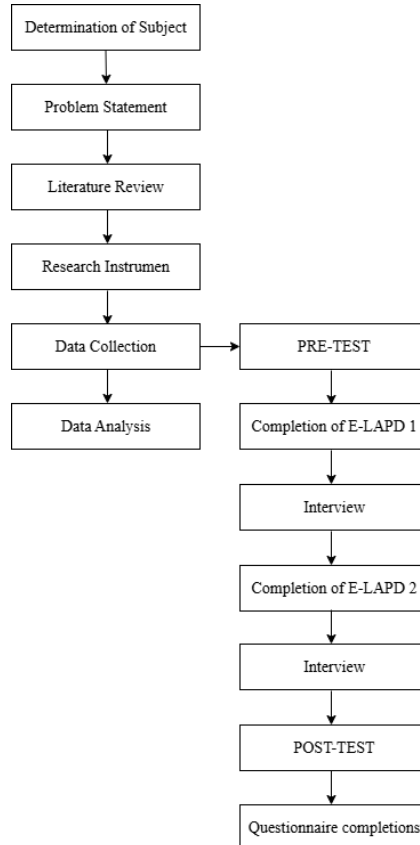 Determination of Subject
Problem Statement
Literature Review
Research Instrumen
Data Collection
Data Analysis
PRE-TEST
Completion of E-LAPD 1
Interview
Completion of E-LAPD 2
Interview
POST-TEST
Questionnaire completions